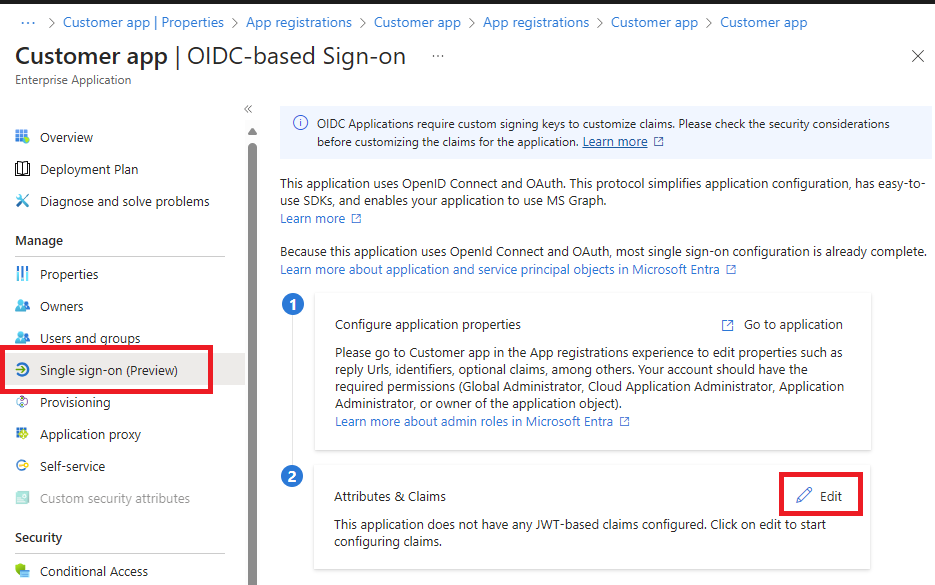 ··· > Customer app | Properties > App registrations > Customer app > App registrations > Customer app > Customer app
Customer app | OIDC-based Sign-on ···
Enterprise Application
Overview
Deployment Plan
Diagnose and solve problems
Manage
Properties
Owners
Users and groups
Single sign-on (Preview)
Provisioning
Application proxy
Self-service
Custom security attributes
Security
Conditional Access
OIDC Applications require custom signing keys to customize claims. Please check the security considerations
before customizing the claims for the application. Learn more
This application uses OpenID Connect and OAuth. This protocol simplifies application configuration, has easy-to-
use SDKs, and enables your application to use MS Graph.
Learn more
Because this application uses OpenId Connect and OAuth, most single sign-on configuration is already complete.
Learn more about application and service principal objects in Microsoft Entra
1
Configure application properties
Go to application
Please go to Customer app in the App registrations experience to edit properties such as
reply Urls, identifiers, optional claims, among others. Your account should have the
required permissions (Global Administrator, Cloud Application Administrator, Application
Administrator, or owner of the application object).
Learn more about admin roles in Microsoft Entra
2
Attributes & Claims
Edit
This application does not have any JWT-based claims configured. Click on edit to start
configuring claims.